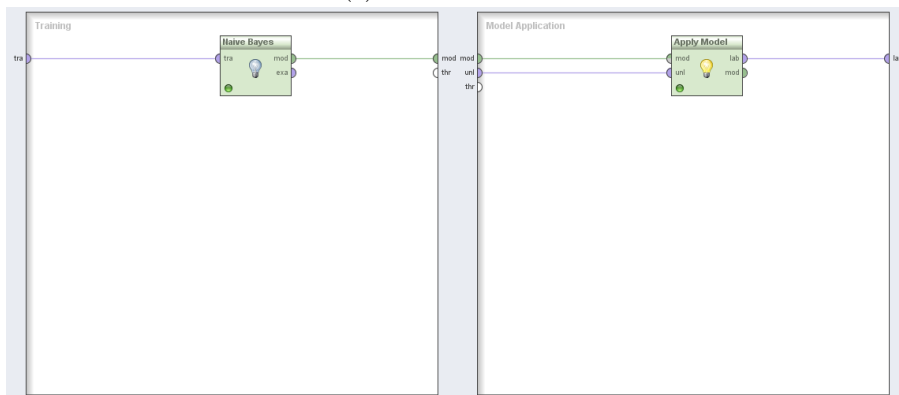 Training
Naive Bayes
tra
tra
mod
exa
mod
thr
Model Application
Apply Model
mod
unl
thr
mod
unl
lab
mod
la